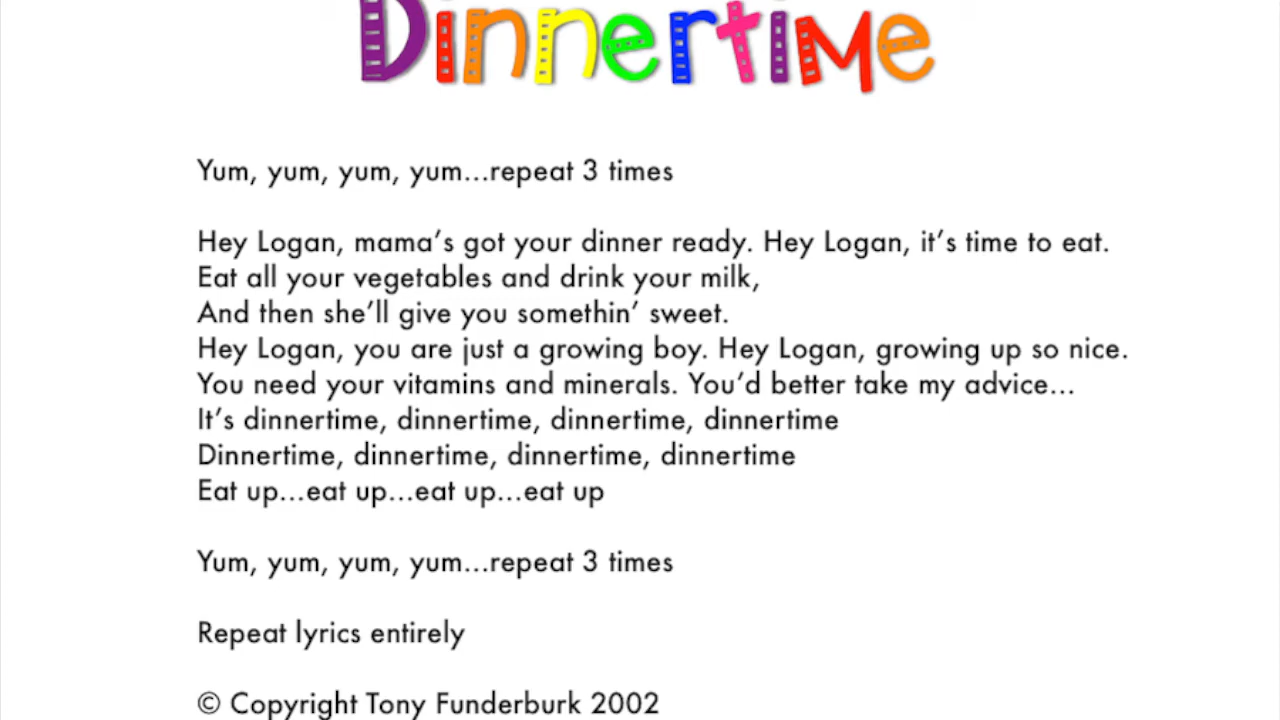 Dinnertime
Yum, yum, yum, yum...repeat 3 times
Hey Logan, mama’s got your dinner ready. Hey Logan, it’s time to eat.
Eat all your vegetables and drink your milk,
And then she’ll give you somethin’ sweet.
Hey Logan, you are just a growing boy. Hey Logan, growing up so nice.
You need your vitamins and minerals. You’d better take my advice...
It’s dinnertime, dinnertime, dinnertime, dinnertime
Dinnertime, dinnertime, dinnertime, dinnertime
Eat up...eat up...eat up...eat up
Yum, yum, yum, yum...repeat 3 times
Repeat lyrics entirely
© Copyright Tony Funderburk 2002